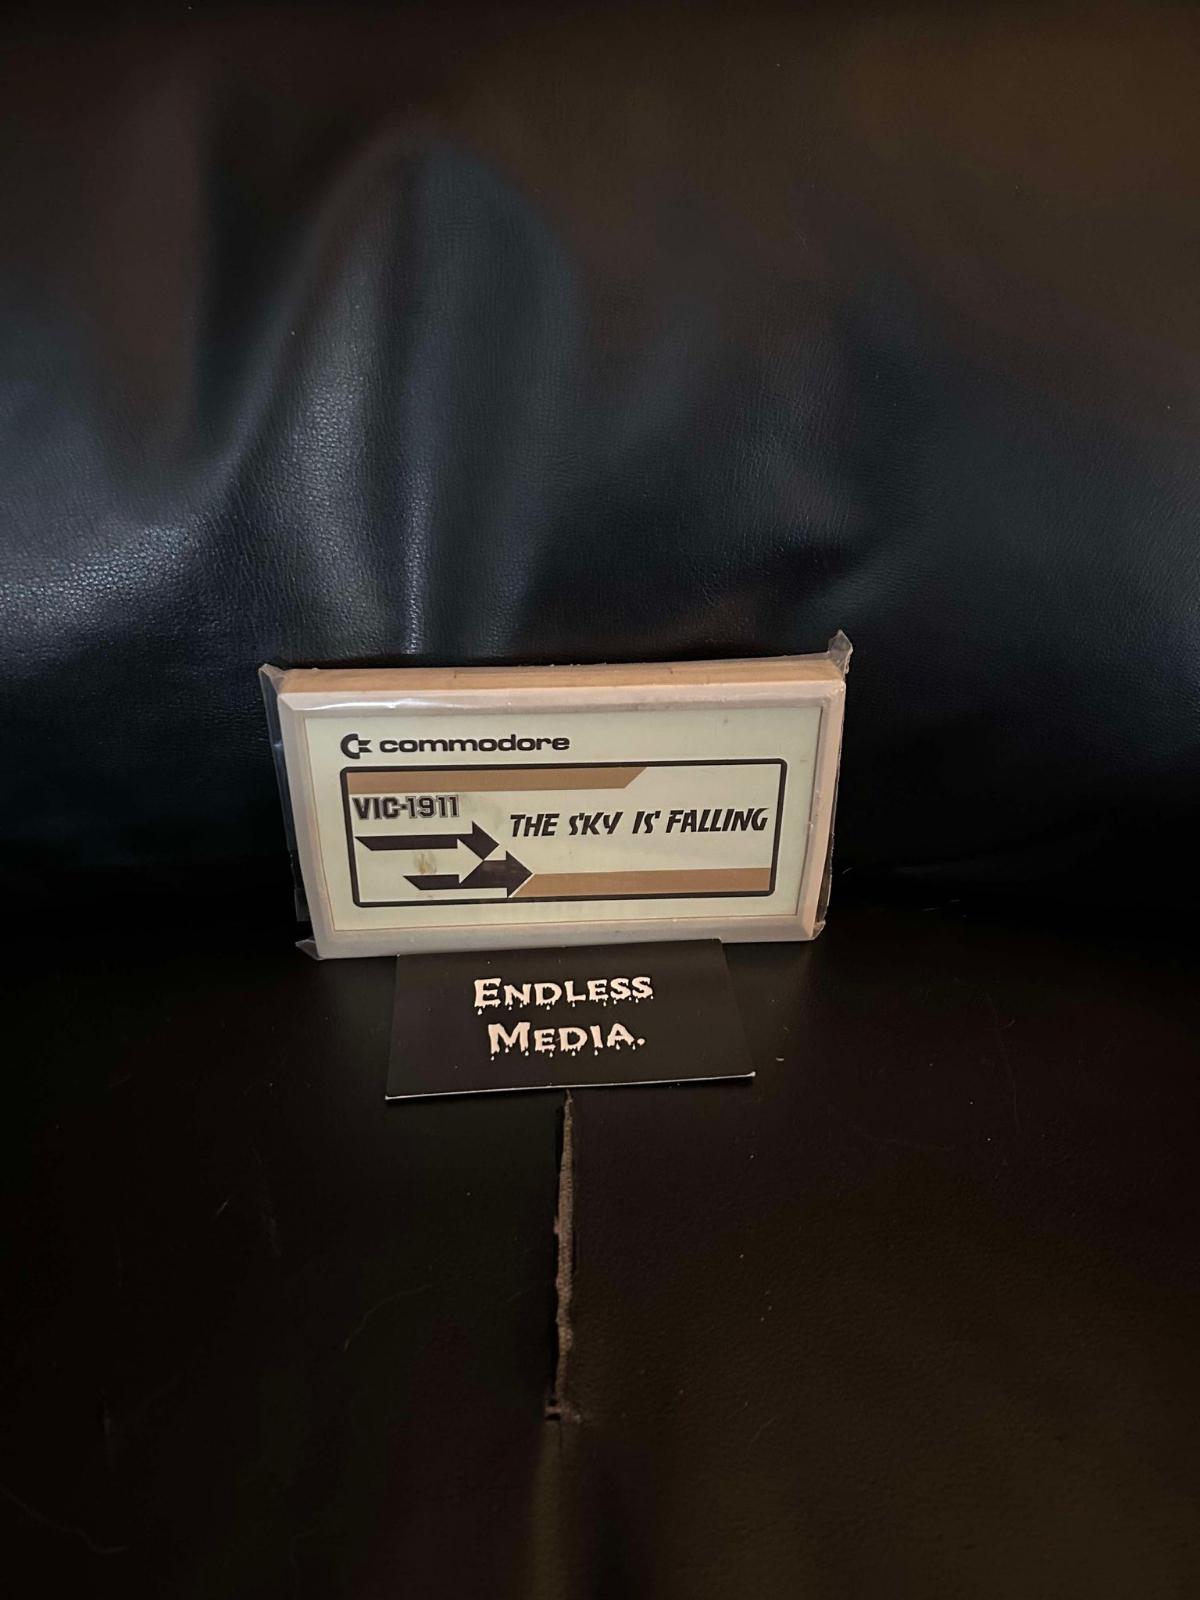 commodore
VIC-1911
THE SKY IS FALLING
ENDLESS
MEDIA.